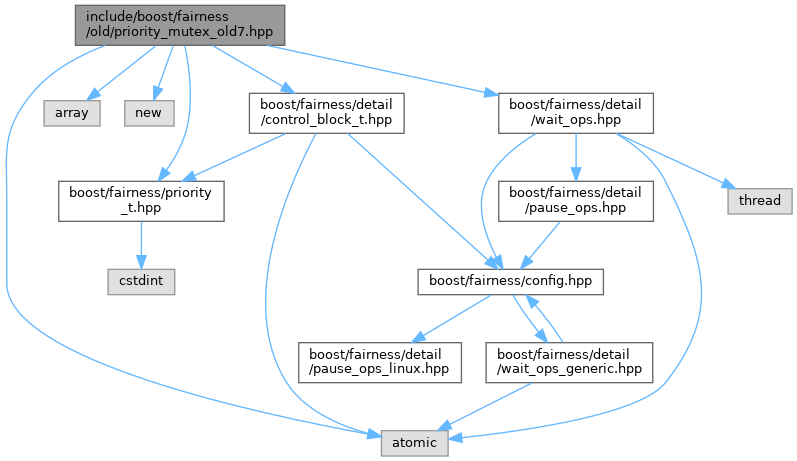 include/boost/fairness
/old/priority_mutex_old7.hpp
array
new
boost/fairness/detail
/control_block_t.hpp
boost/fairness/detail
/wait_ops.hpp
boost/fairness/priority
_t.hpp
boost/fairness/detail
/pause_ops.hpp
thread
cstdint
boost/fairness/config.hpp
boost/fairness/detail
/pause_ops_linux.hpp
boost/fairness/detail
/wait_ops_generic.hpp
atomic